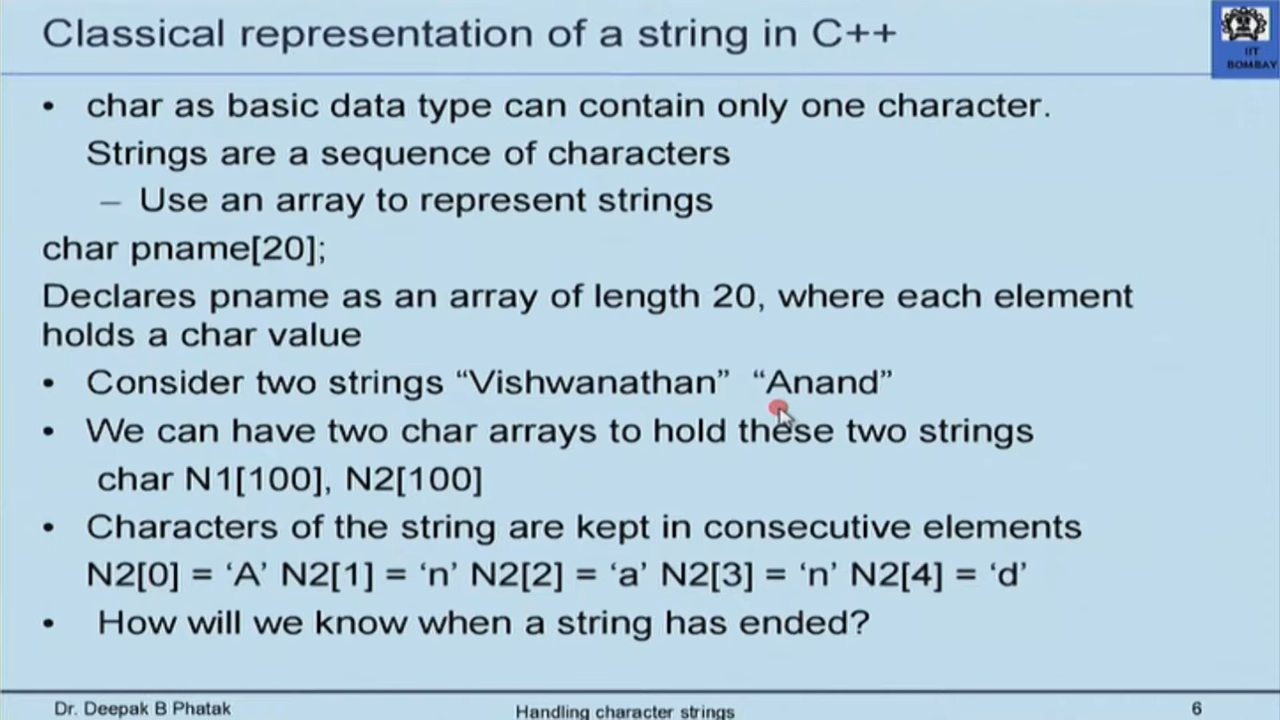 Classical representation of a string in C++
IIT
BOMBAY
• char as basic data type can contain only one character.
Strings are a sequence of characters
– Use an array to represent strings
char pname[20];
Declares pname as an array of length 20, where each element
holds a char value
• Consider two strings “Vishwanathan” “Anand”
• We can have two char arrays to hold these two strings
char N1[100], N2[100]
• Characters of the string are kept in consecutive elements
N2[0] = ‘A’ N2[1] = ‘n’ N2[2] = ‘a’ N2[3] = ‘n’ N2[4] = ‘d’
• How will we know when a string has ended?
Dr. Deepak B Phatak
Handling character strings
6